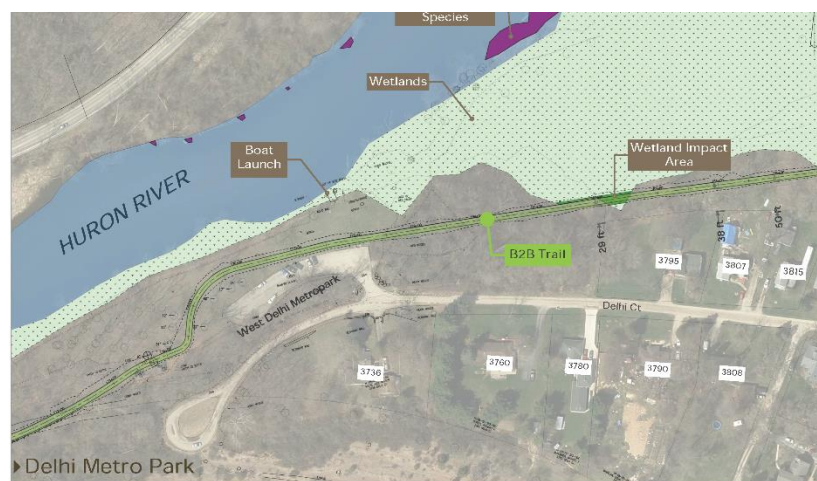 Species
Wetlands
Boat
Launch
Wetland Impact
Area
HURON RIVER
B2B Trail
29 ft
38 ft
50 ft
3795
3807
3815
West Delhi Metropark
Delhi Ct
3736
3760
3780
3790
3808
Delhi Metro Park